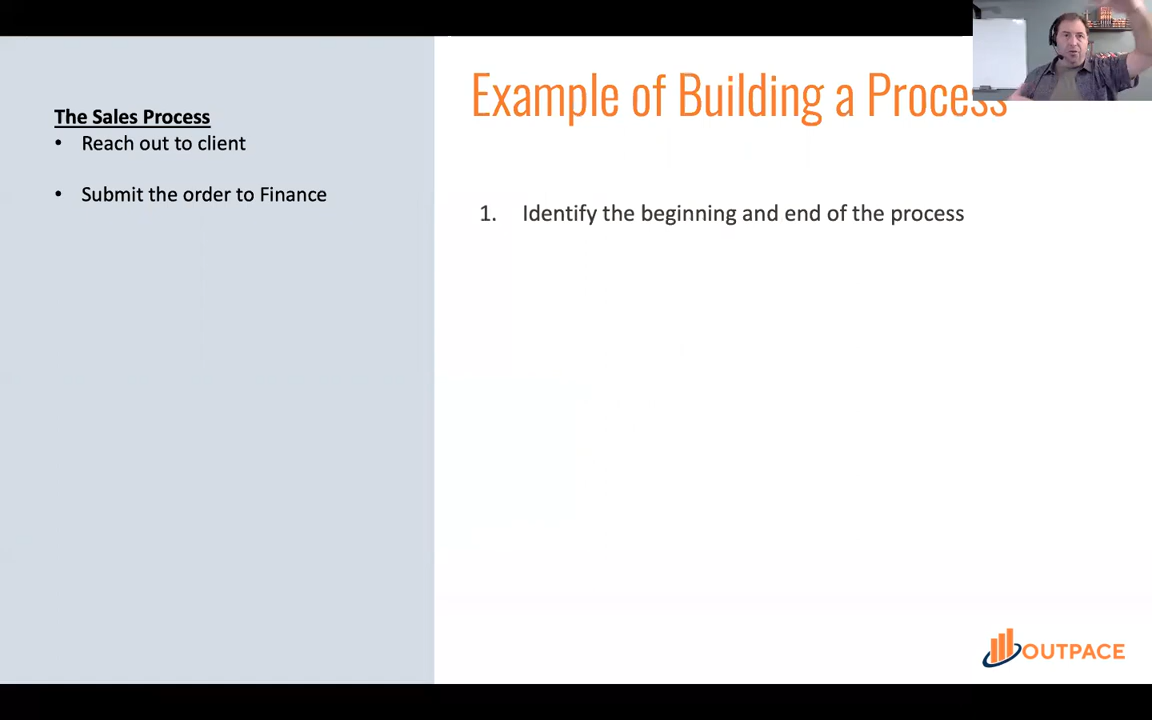 The Sales Process
• Reach out to client
• Submit the order to Finance
Example of Building a Process
1. Identify the beginning and end of the process
OUTPACE